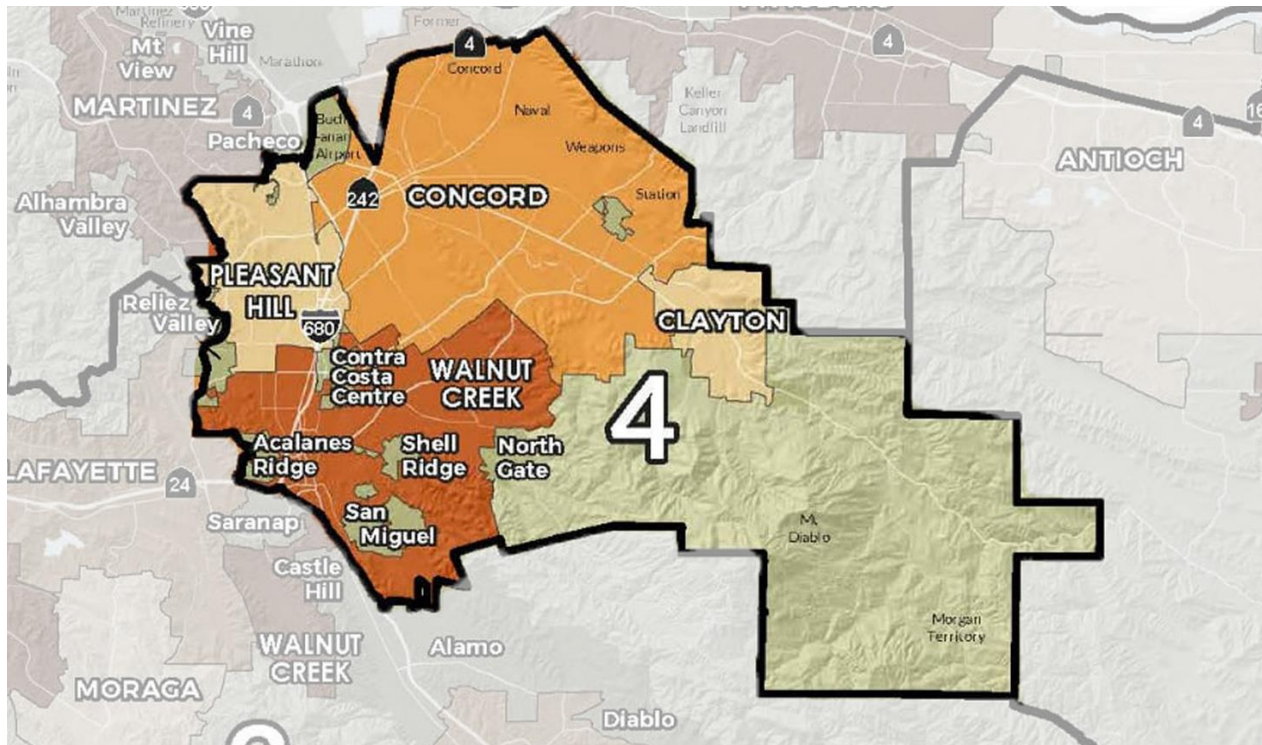 Martinez
Refinery
Vine
Hill
Former
4
4
Mt
View
Marathon
Concord
Keller
Canyon
Landfill
MARTINEZ
4
Pacheco
Naval
4
16
Weapons
ANTIOCH
Airport
Alhambra
Valley
242
CONCORD
Station
PLEASANT
HILL
Reliez
Valley
680
CLAYTON
Contra
Costa
Centre
WALNUT
CREEK
4
Acalanes
Ridge
Shell
Ridge
North
Gate
LAFAYETTE
24
San
Miguel
Saranap
Mt.
Diablo
Castle
Hill
Morgan
Territory
WALNUT
CREEK
Alamo
MORAGA
Diablo